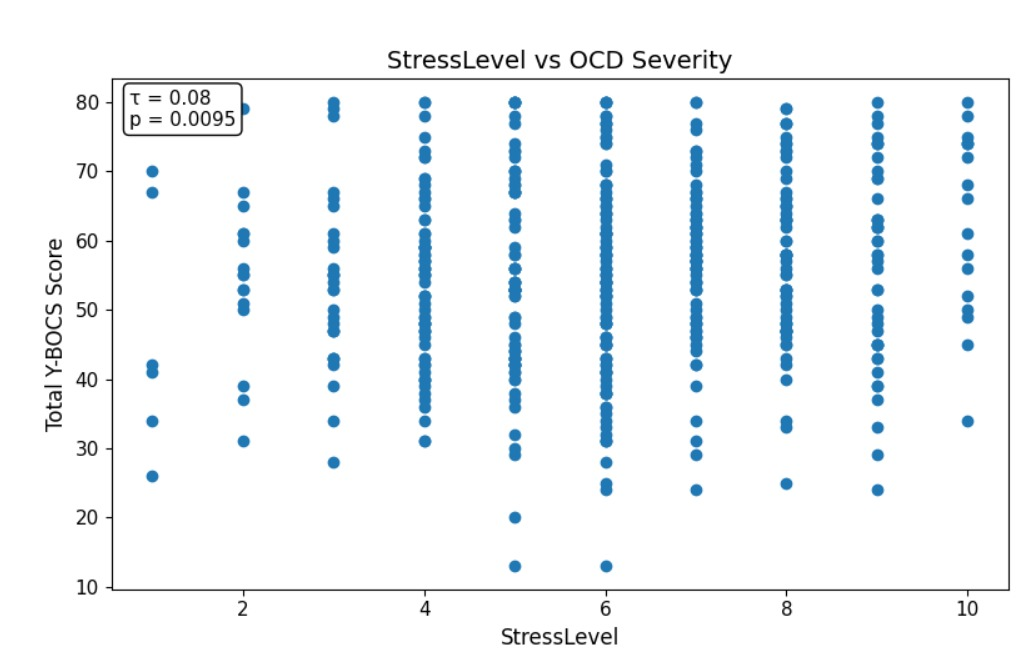 StressLevel vs OCD Severity
τ = 0.08
p = 0.0095
Total Y-BOCS Score
80
70
60
50
40
30
20
10
2 4 6 8 10
StressLevel